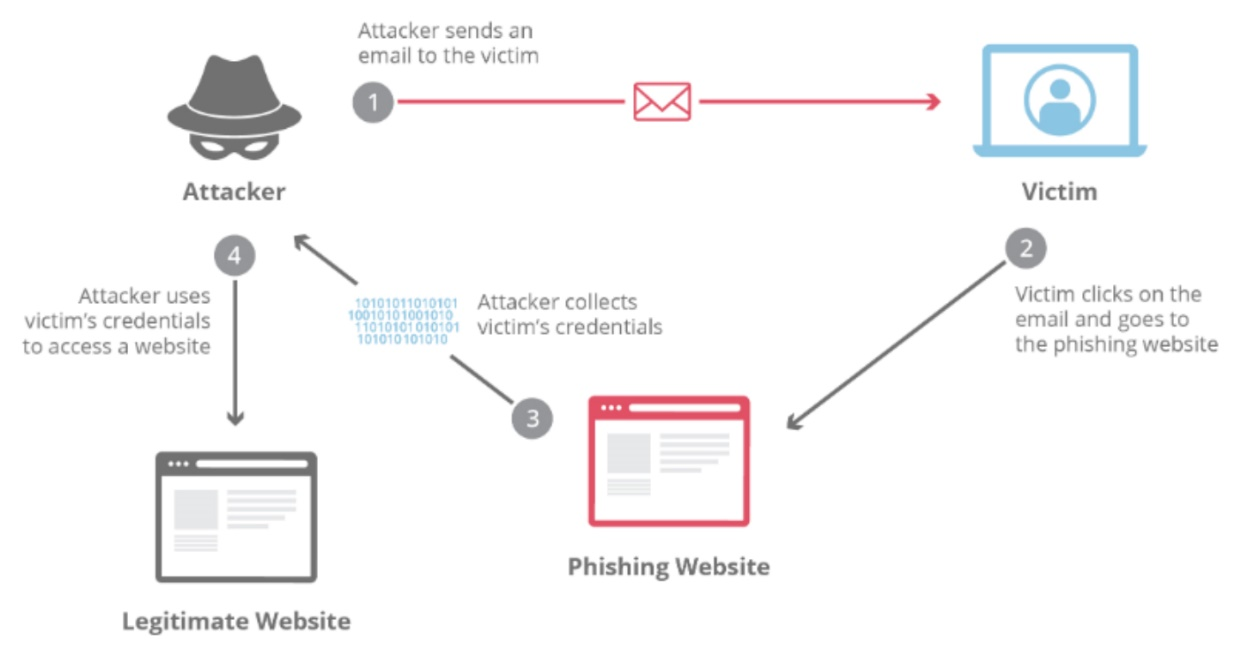 Attacker sends an
email to the victim
1
Attacker
Victim
4
2
Attacker uses
victim's credentials
to access a website
10101011010101
10010101001010
11010101010101
101010101010
Attacker collects
victim's credentials
Victim clicks on the
email and goes to
the phishing website
3
Phishing Website
Legitimate Website